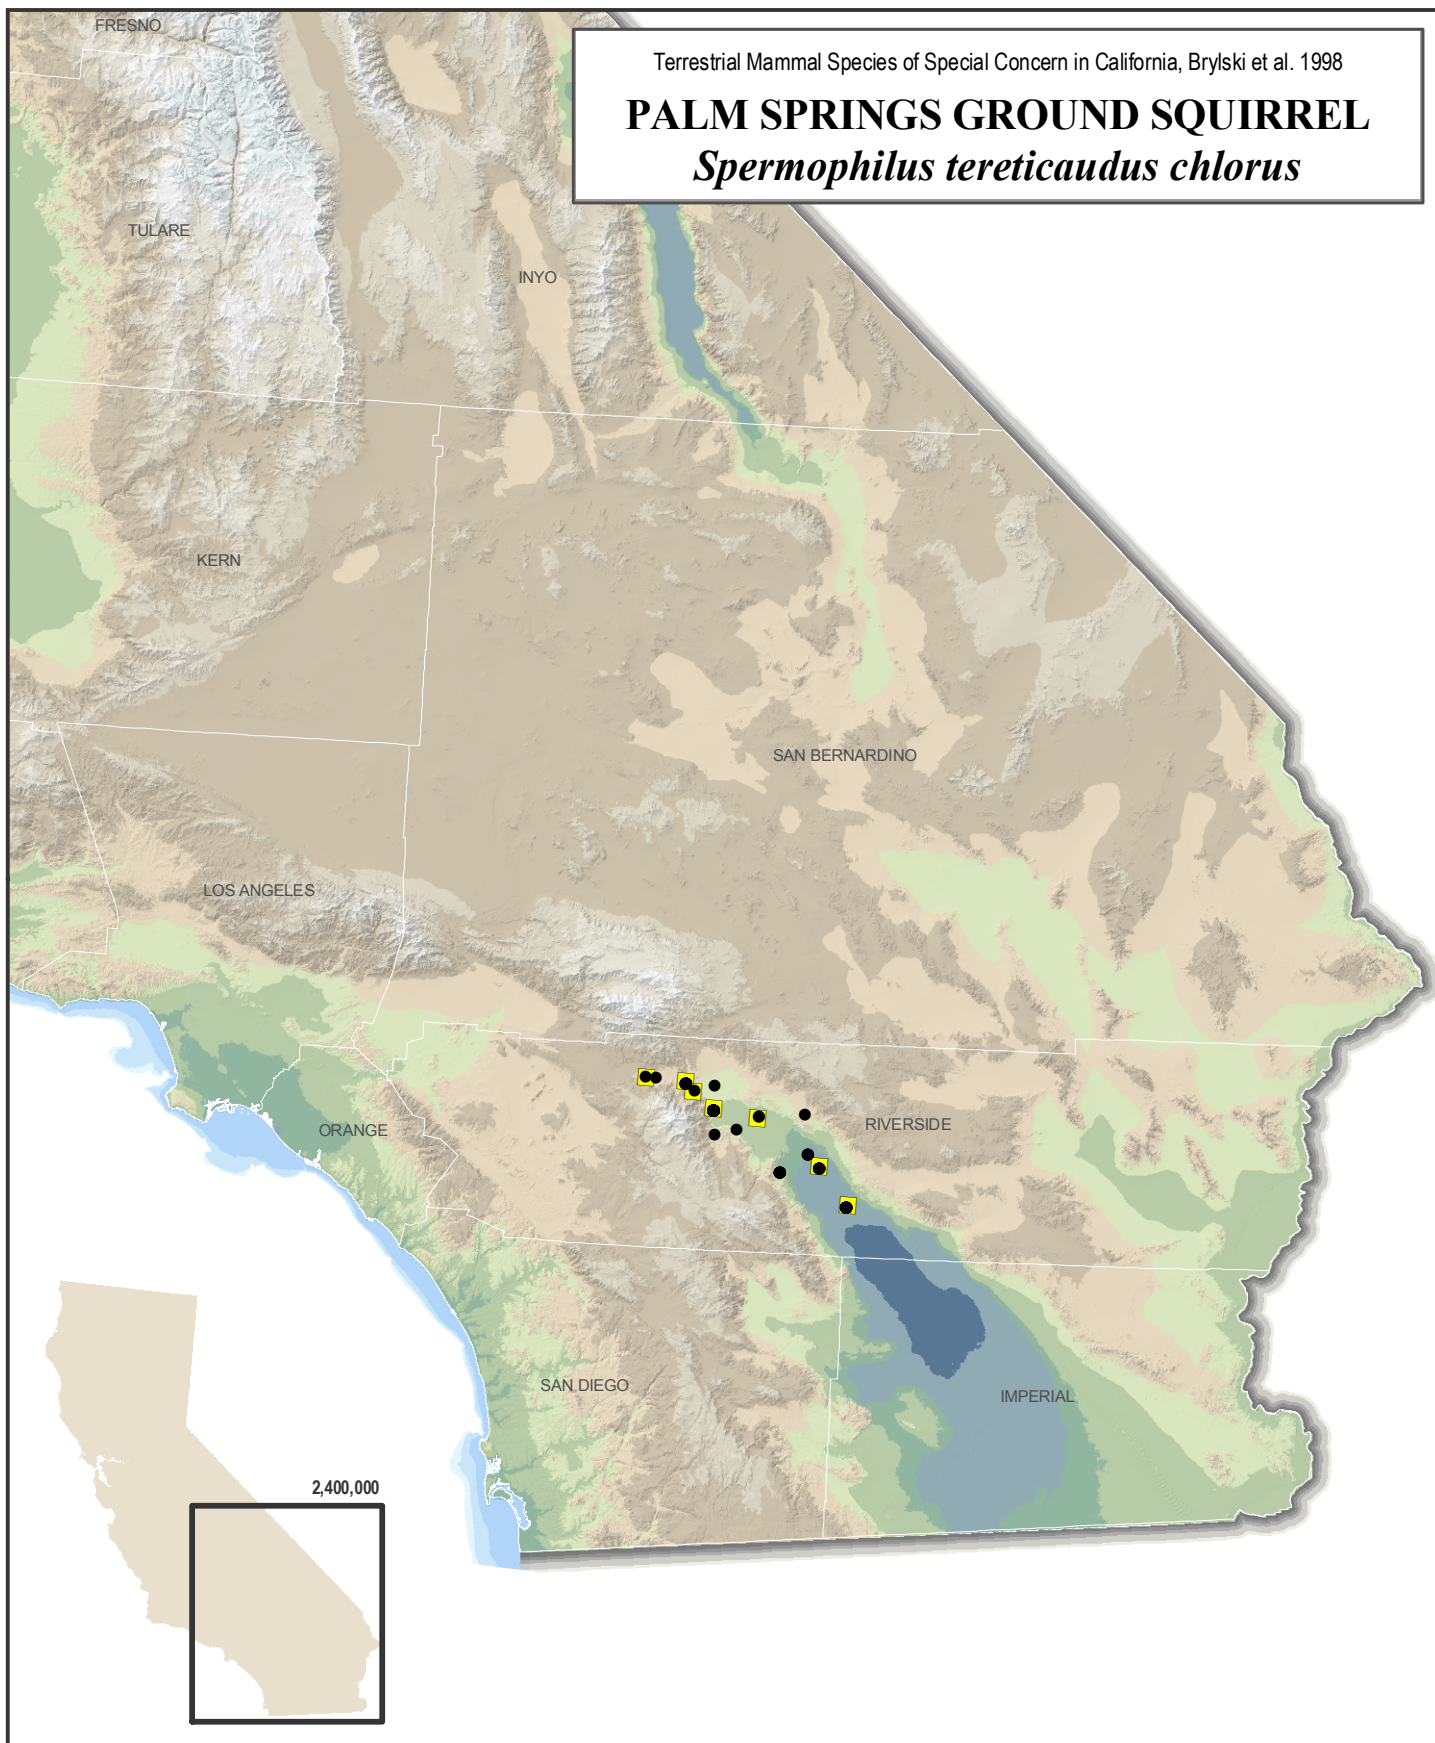 FRESNO
Terrestrial Mammal Species of Special Concern in California, Brylski et al. 1998
PALM SPRINGS GROUND SQUIRREL
Spermophilus tereticaudus chlorus
TULARE
INYO
KERN
SAN BERNARDINO
LOS ANGELES
RIVERSIDE
ORANGE
SAN DIEGO
IMPERIAL
2,400,000